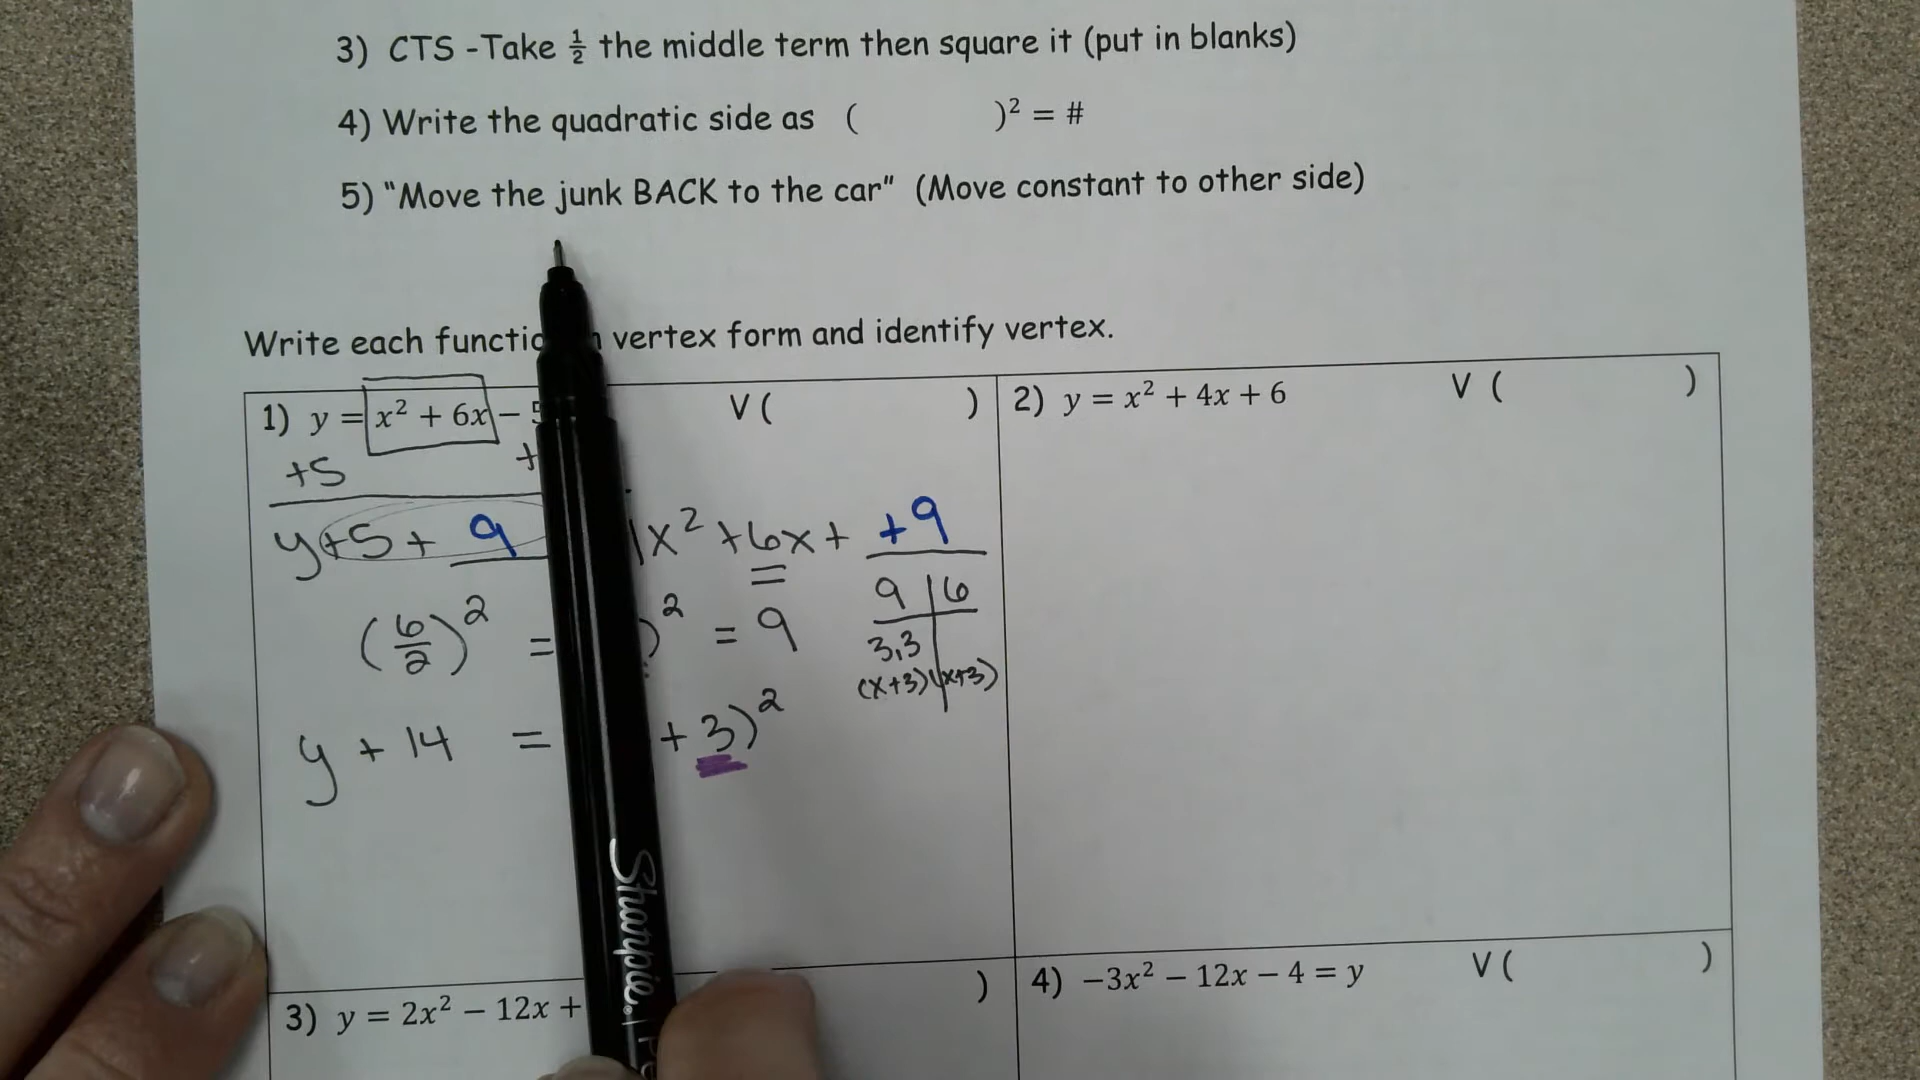 3) CTS -Take ½ the middle term then square it (put in blanks)
4) Write the quadratic side as ( )² = #
5) "Move the junk BACK to the car" (Move constant to other side)
Write each vertex form and identify vertex.
1) y = x² + 6x − V ( )
+5 +
y+5+ 9 1x²+6x+ +9
9 | 6
(6/2)² = )² = 9
3,3
(x+3)(x+3)
y + 14 = + 3)²
2) y = x² + 4x + 6 V ( )
3) y = 2x² − 12x + )
4) −3x² − 12x − 4 = y V ( )
Sharpie.